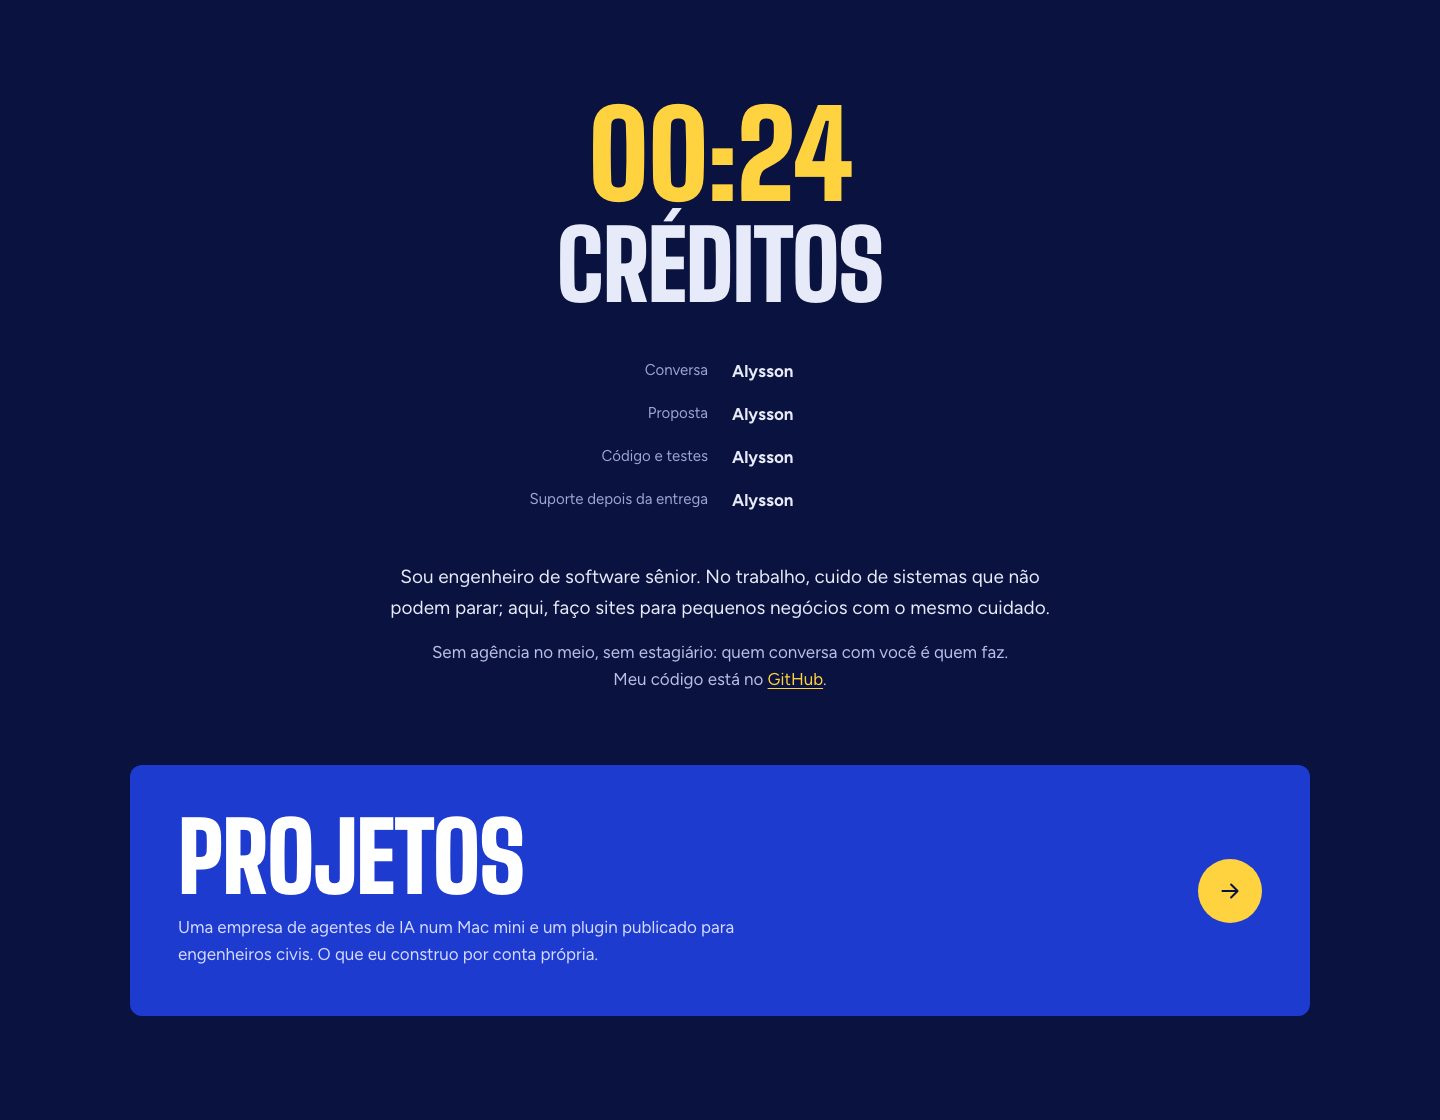 00:24
CRÉDITOS
Conversa Alysson
Proposta Alysson
Código e testes Alysson
Suporte depois da entrega Alysson
Sou engenheiro de software sênior. No trabalho, cuido de sistemas que não
podem parar; aqui, faço sites para pequenos negócios com o mesmo cuidado.
Sem agência no meio, sem estagiário: quem conversa com você é quem faz.
Meu código está no GitHub.
PROJETOS
Uma empresa de agentes de IA num Mac mini e um plugin publicado para
engenheiros civis. O que eu construo por conta própria.